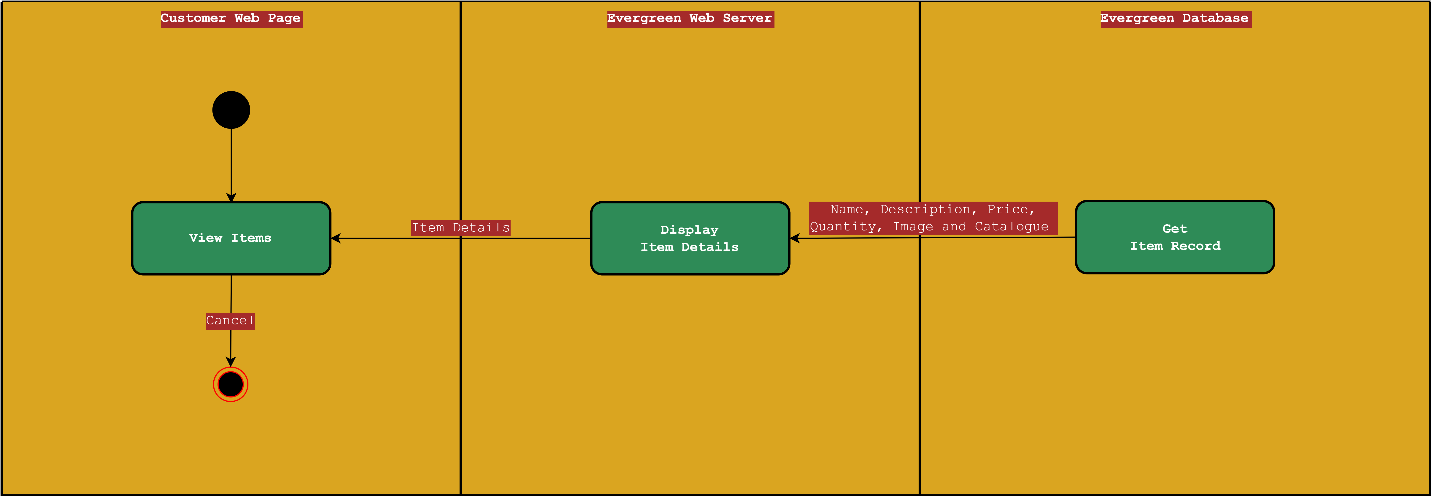 Customer Web Page
Evergreen Web Server
Evergreen Database
View Items
Item Details
Display
Item Details
Name, Description, Price,
Quantity, Image and Catalogue
Get
Item Record
Cancel